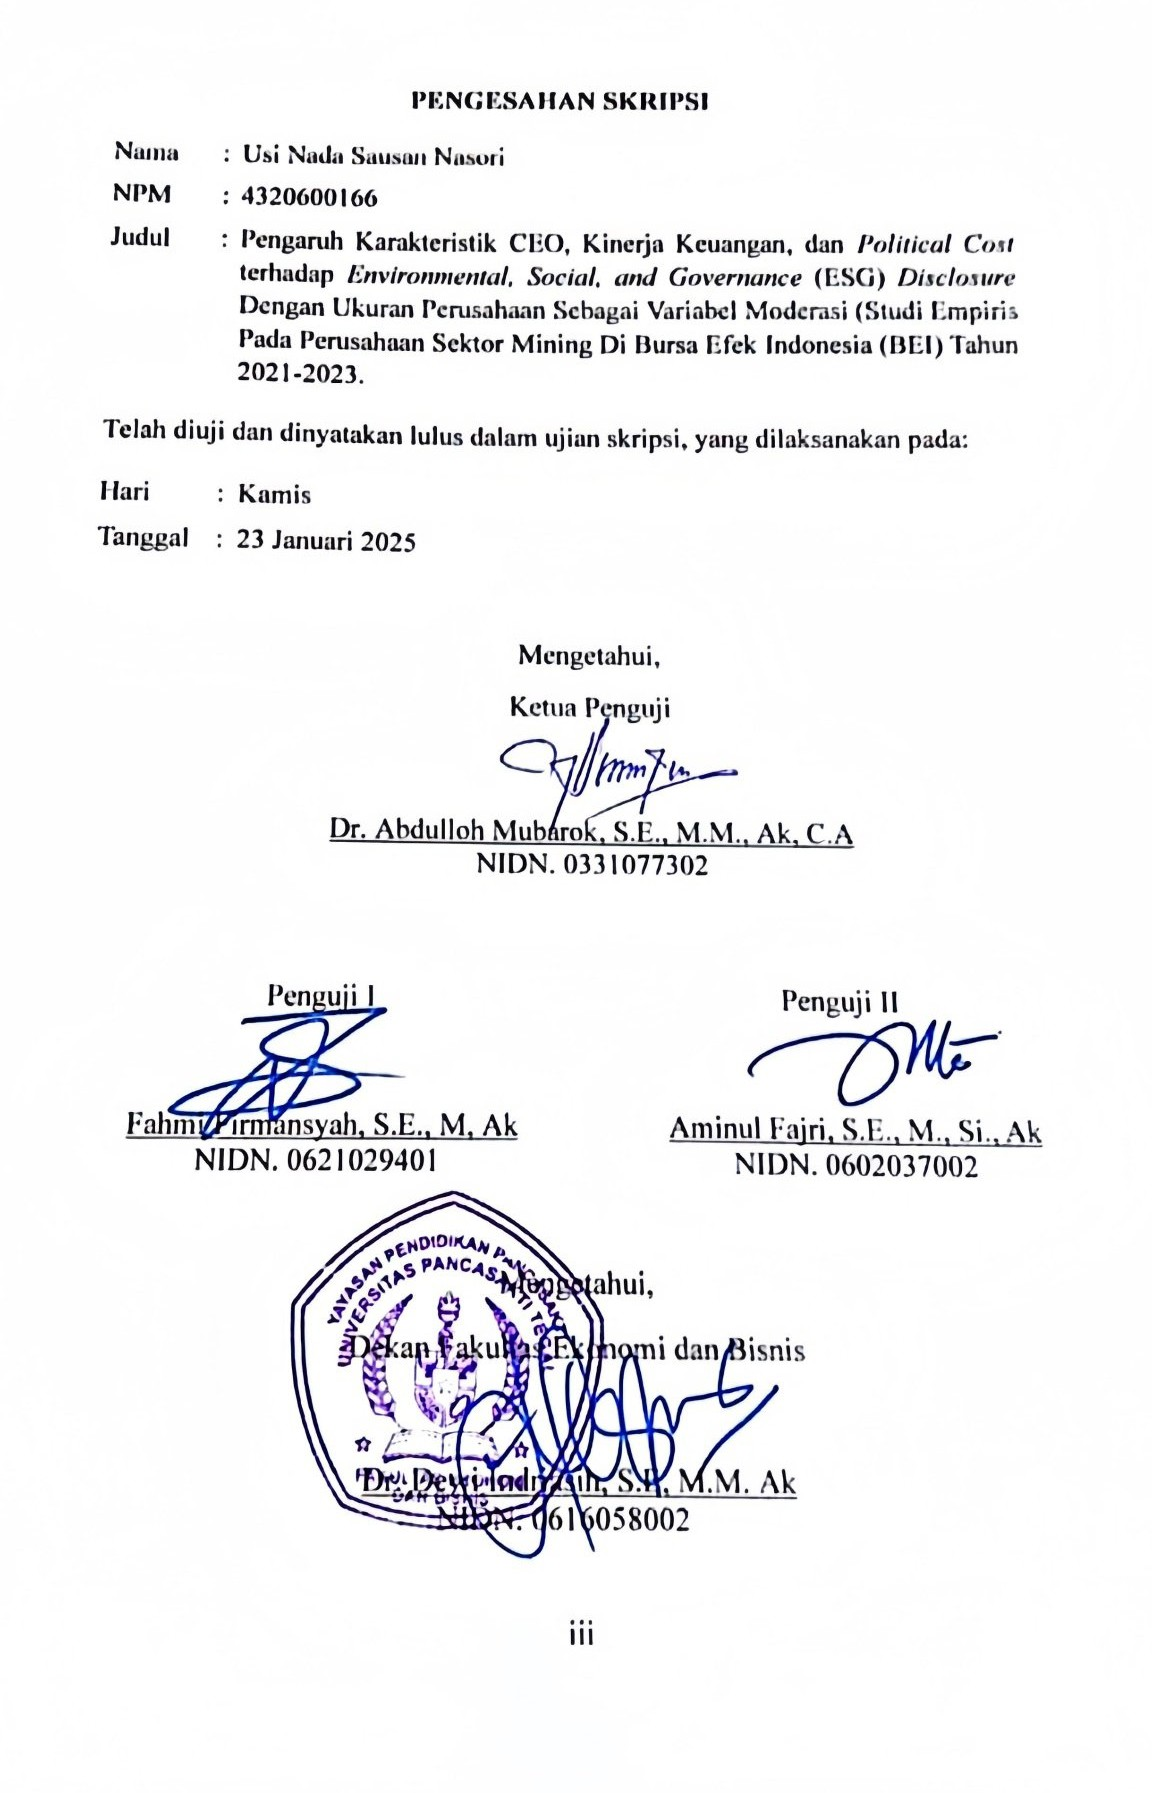 PENGESAHAN SKRIPSI
Nama : Usi Nada Sausan Nasori
NPM : 4320600166
Judul : Pengaruh Karakteristik CEO, Kinerja Keuangan, dan Political Cost
terhadap Environmental, Social, and Governance (ESG) Disclosure
Dengan Ukuran Perusahaan Sebagai Variabel Moderasi (Studi Empiris
Pada Perusahaan Sektor Mining Di Bursa Efek Indonesia (BEI) Tahun
2021-2023.
Telah diuji dan dinyatakan lulus dalam ujian skripsi, yang dilaksanakan pada:
Hari : Kamis
Tanggal : 23 Januari 2025
Mengetahui,
Ketua Penguji
Dr. Abdulloh Mubarok, S.E., M.M., Ak, C.A
NIDN. 0331077302
Penguji I
Fahmi Firmansyah, S.E., M, Ak
NIDN. 0621029401
Penguji II
Aminul Fajri, S.E., M., Si., Ak
NIDN. 0602037002
YAYASAN PENDIDIKAN PANCASAKTI
UNIVERSITAS PANCASAKTI TEGAL
Mengetahui,
Dekan Fakultas Ekonomi dan Bisnis
Dr. Dewi Indriasih, S.E, M.M. Ak
DAN BISNIS
NIDN. 0616058002
iii